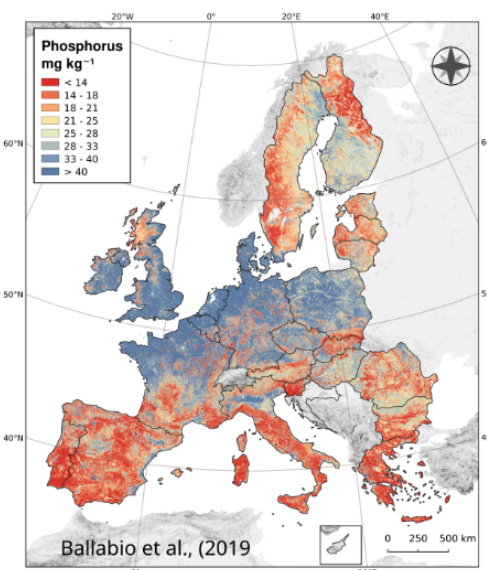 20°W 0° 20°E 40°E
Phosphorus
mg kg⁻¹
< 14
14 - 18
18 - 21
21 - 25
25 - 28
28 - 33
33 - 40
> 40
60°N
50°N
40°N
0 250 500 km
Ballabio et al., (2019